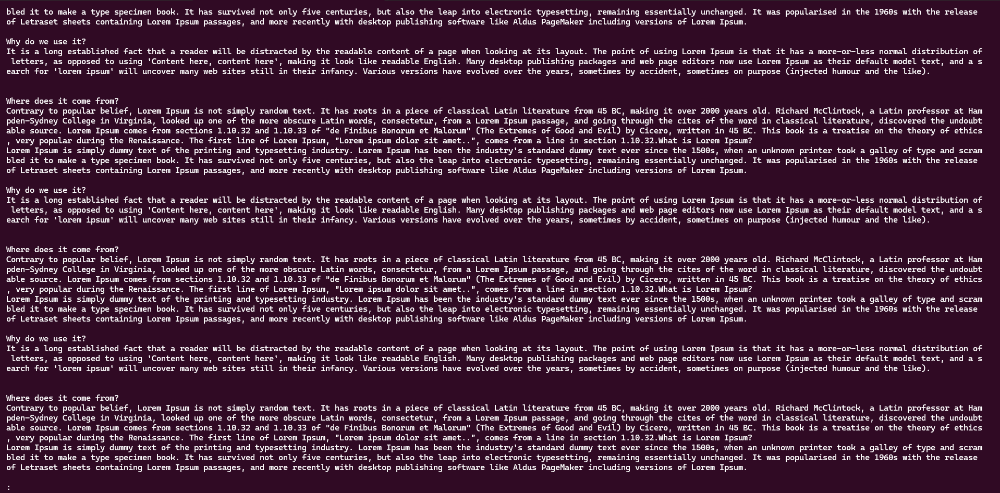 bled it to make a type specimen book. It has survived not only five centuries, but also the leap into electronic typesetting, remaining essentially unchanged. It was popularised in the 1960s with the release
of Letraset sheets containing Lorem Ipsum passages, and more recently with desktop publishing software like Aldus PageMaker including versions of Lorem Ipsum.

Why do we use it?
It is a long established fact that a reader will be distracted by the readable content of a page when looking at its layout. The point of using Lorem Ipsum is that it has a more-or-less normal distribution of
 letters, as opposed to using 'Content here, content here', making it look like readable English. Many desktop publishing packages and web page editors now use Lorem Ipsum as their default model text, and a s
earch for 'lorem ipsum' will uncover many web sites still in their infancy. Various versions have evolved over the years, sometimes by accident, sometimes on purpose (injected humour and the like).


Where does it come from?
Contrary to popular belief, Lorem Ipsum is not simply random text. It has roots in a piece of classical Latin literature from 45 BC, making it over 2000 years old. Richard McClintock, a Latin professor at Ham
pden-Sydney College in Virginia, looked up one of the more obscure Latin words, consectetur, from a Lorem Ipsum passage, and going through the cites of the word in classical literature, discovered the undoubt
able source. Lorem Ipsum comes from sections 1.10.32 and 1.10.33 of "de Finibus Bonorum et Malorum" (The Extremes of Good and Evil) by Cicero, written in 45 BC. This book is a treatise on the theory of ethics
, very popular during the Renaissance. The first line of Lorem Ipsum, "Lorem ipsum dolor sit amet..", comes from a line in section 1.10.32.What is Lorem Ipsum?
Lorem Ipsum is simply dummy text of the printing and typesetting industry. Lorem Ipsum has been the industry's standard dummy text ever since the 1500s, when an unknown printer took a galley of type and scram
bled it to make a type specimen book. It has survived not only five centuries, but also the leap into electronic typesetting, remaining essentially unchanged. It was popularised in the 1960s with the release
of Letraset sheets containing Lorem Ipsum passages, and more recently with desktop publishing software like Aldus PageMaker including versions of Lorem Ipsum.

Why do we use it?
It is a long established fact that a reader will be distracted by the readable content of a page when looking at its layout. The point of using Lorem Ipsum is that it has a more-or-less normal distribution of
 letters, as opposed to using 'Content here, content here', making it look like readable English. Many desktop publishing packages and web page editors now use Lorem Ipsum as their default model text, and a s
earch for 'lorem ipsum' will uncover many web sites still in their infancy. Various versions have evolved over the years, sometimes by accident, sometimes on purpose (injected humour and the like).


Where does it come from?
Contrary to popular belief, Lorem Ipsum is not simply random text. It has roots in a piece of classical Latin literature from 45 BC, making it over 2000 years old. Richard McClintock, a Latin professor at Ham
pden-Sydney College in Virginia, looked up one of the more obscure Latin words, consectetur, from a Lorem Ipsum passage, and going through the cites of the word in classical literature, discovered the undoubt
able source. Lorem Ipsum comes from sections 1.10.32 and 1.10.33 of "de Finibus Bonorum et Malorum" (The Extremes of Good and Evil) by Cicero, written in 45 BC. This book is a treatise on the theory of ethics
, very popular during the Renaissance. The first line of Lorem Ipsum, "Lorem ipsum dolor sit amet..", comes from a line in section 1.10.32.What is Lorem Ipsum?
Lorem Ipsum is simply dummy text of the printing and typesetting industry. Lorem Ipsum has been the industry's standard dummy text ever since the 1500s, when an unknown printer took a galley of type and scram
bled it to make a type specimen book. It has survived not only five centuries, but also the leap into electronic typesetting, remaining essentially unchanged. It was popularised in the 1960s with the release
of Letraset sheets containing Lorem Ipsum passages, and more recently with desktop publishing software like Aldus PageMaker including versions of Lorem Ipsum.

Why do we use it?
It is a long established fact that a reader will be distracted by the readable content of a page when looking at its layout. The point of using Lorem Ipsum is that it has a more-or-less normal distribution of
 letters, as opposed to using 'Content here, content here', making it look like readable English. Many desktop publishing packages and web page editors now use Lorem Ipsum as their default model text, and a s
earch for 'lorem ipsum' will uncover many web sites still in their infancy. Various versions have evolved over the years, sometimes by accident, sometimes on purpose (injected humour and the like).


Where does it come from?
Contrary to popular belief, Lorem Ipsum is not simply random text. It has roots in a piece of classical Latin literature from 45 BC, making it over 2000 years old. Richard McClintock, a Latin professor at Ham
pden-Sydney College in Virginia, looked up one of the more obscure Latin words, consectetur, from a Lorem Ipsum passage, and going through the cites of the word in classical literature, discovered the undoubt
able source. Lorem Ipsum comes from sections 1.10.32 and 1.10.33 of "de Finibus Bonorum et Malorum" (The Extremes of Good and Evil) by Cicero, written in 45 BC. This book is a treatise on the theory of ethics
, very popular during the Renaissance. The first line of Lorem Ipsum, "Lorem ipsum dolor sit amet..", comes from a line in section 1.10.32.What is Lorem Ipsum?
Lorem Ipsum is simply dummy text of the printing and typesetting industry. Lorem Ipsum has been the industry's standard dummy text ever since the 1500s, when an unknown printer took a galley of type and scram
bled it to make a type specimen book. It has survived not only five centuries, but also the leap into electronic typesetting, remaining essentially unchanged. It was popularised in the 1960s with the release
of Letraset sheets containing Lorem Ipsum passages, and more recently with desktop publishing software like Aldus PageMaker including versions of Lorem Ipsum.

: